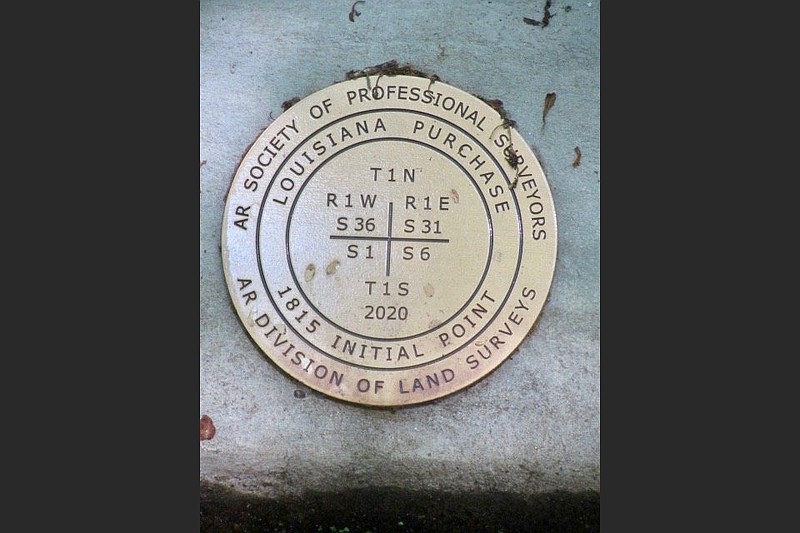 AR SOCIETY OF PROFESSIONAL SURVEYORS
LOUISIANA PURCHASE
T1N
R1W R1E
S36 S31
S1 S6
T1S
2020
1815 INITIAL POINT
AR DIVISION OF LAND SURVEYS